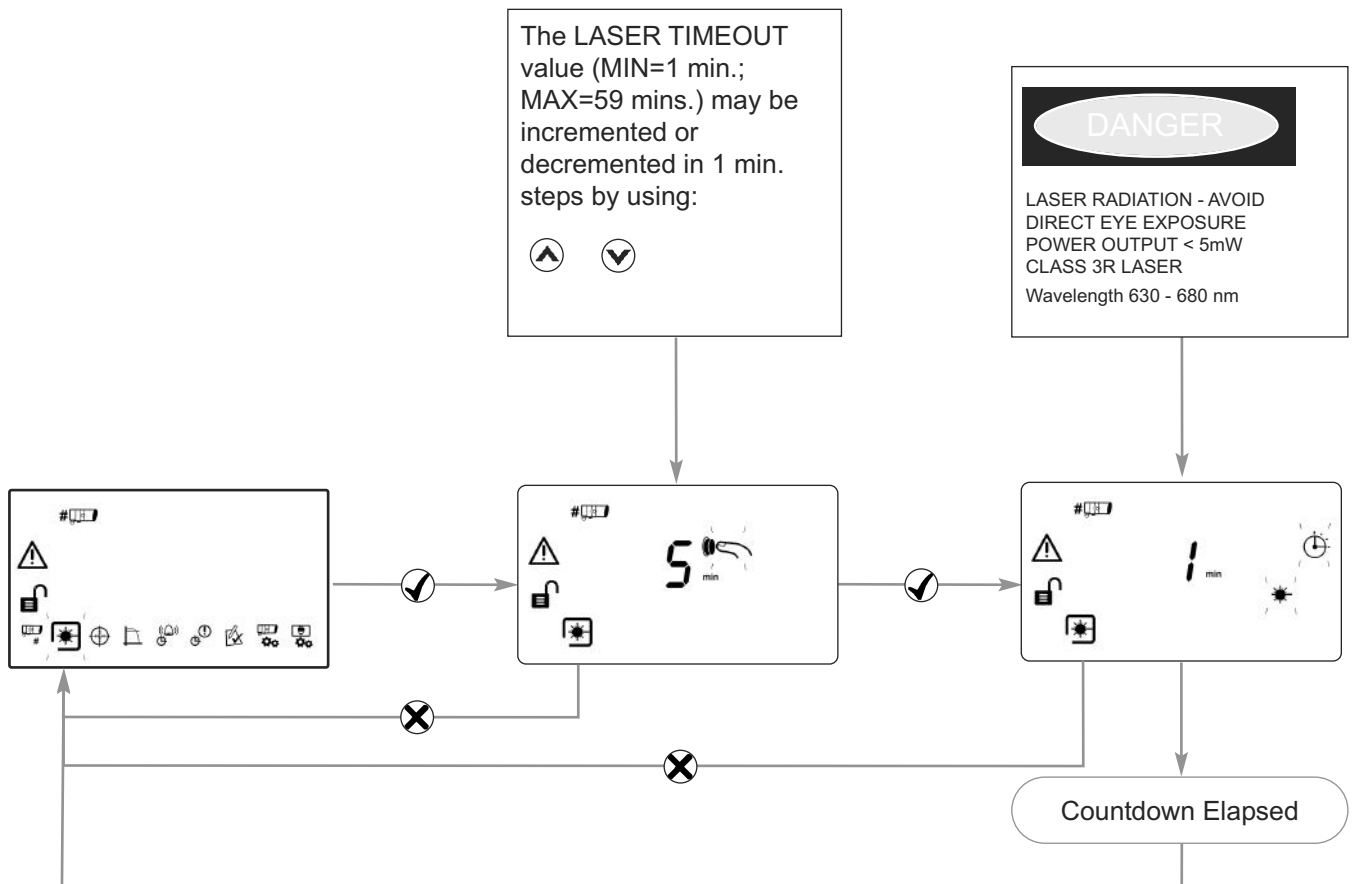 The LASER TIMEOUT
value (MIN=1 min.;
MAX=59 mins.) may be
incremented or
decremented in 1 min.
steps by using:
DANGER
LASER RADIATION - AVOID
DIRECT EYE EXPOSURE
POWER OUTPUT < 5mW
CLASS 3R LASER
Wavelength 630 - 680 nm
#
#
5 min
#
1 min
#
Countdown Elapsed